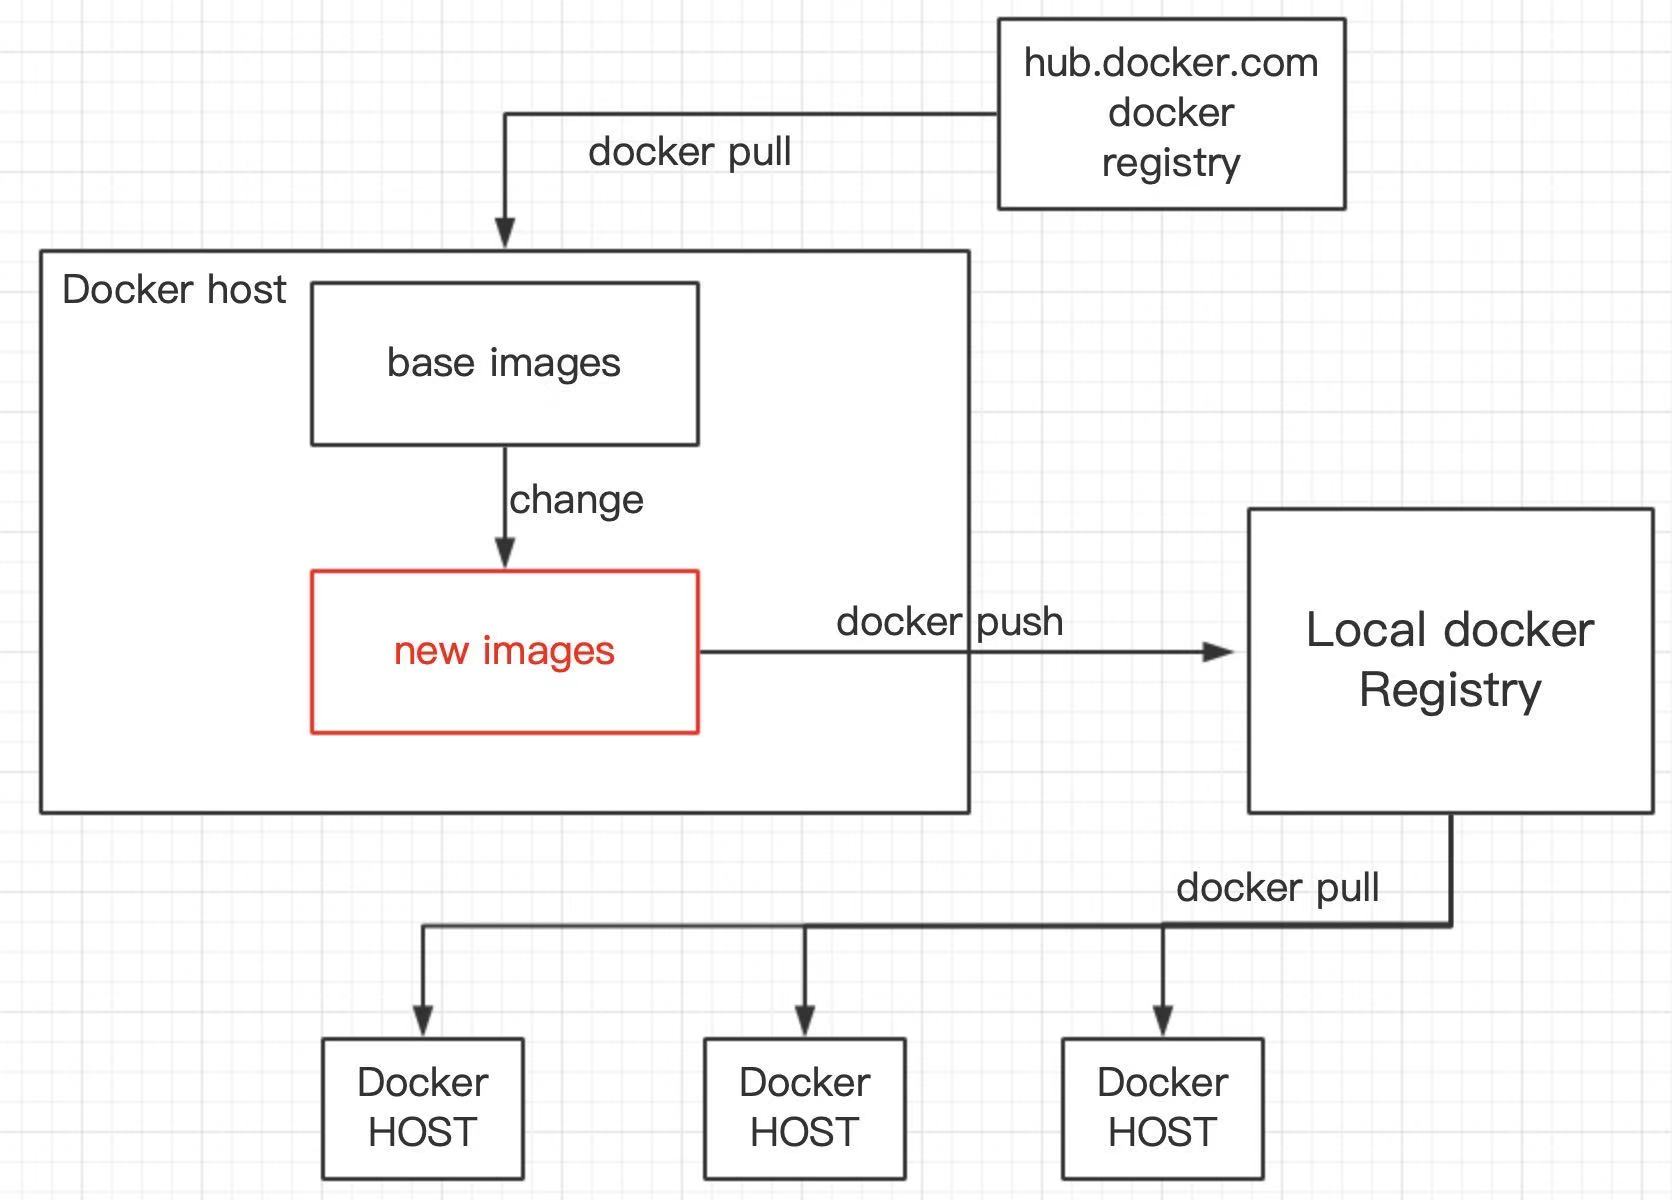 hub.docker.com
docker
registry
docker pull
Docker host
base images
change
new images
docker push
Local docker
Registry
docker pull
Docker
HOST
Docker
HOST
Docker
HOST